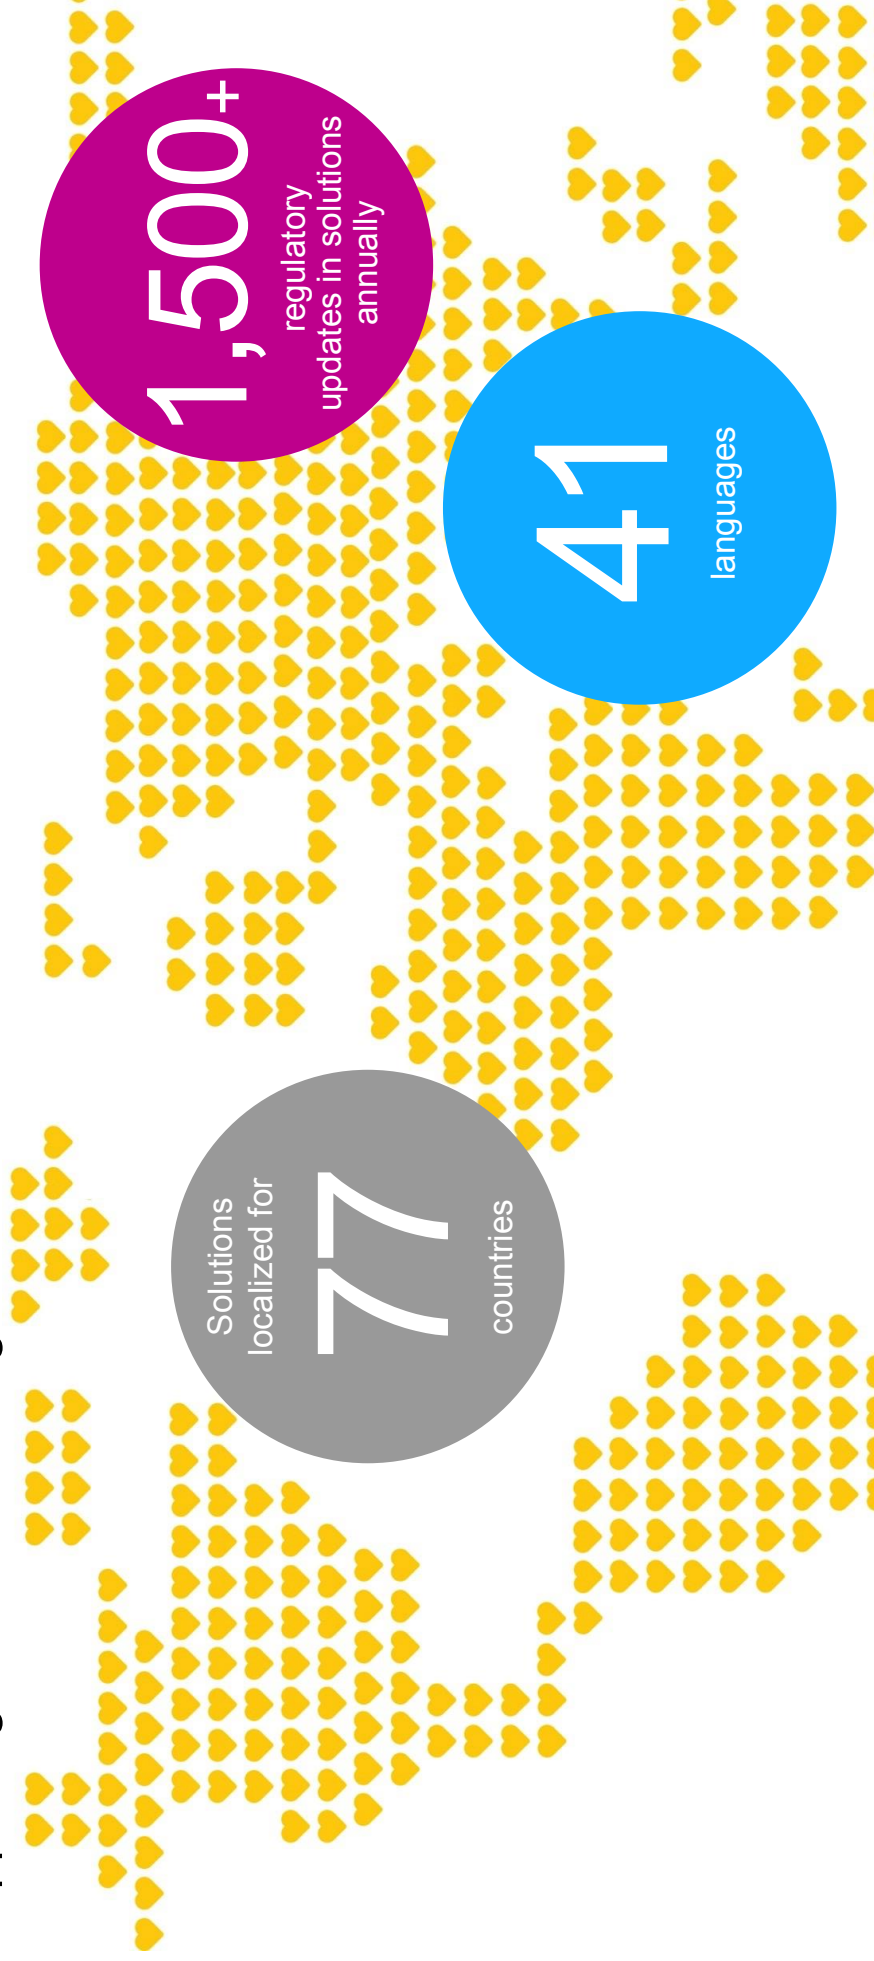 Solutions
localized for
77
countries
41
languages
1,500+
regulatory
updates in solutions
annually